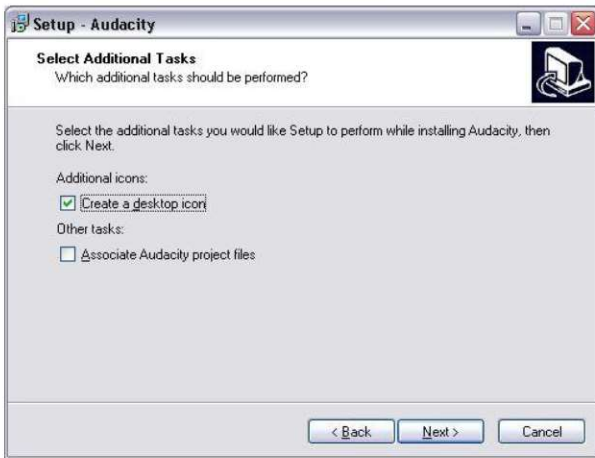 Setup - Audacity
Select Additional Tasks
Which additional tasks should be performed?
Select the additional tasks you would like Setup to perform while installing Audacity, then
click Next.
Additional icons:
Create a desktop icon
Other tasks:
Associate Audacity project files
< Back
Next >
Cancel